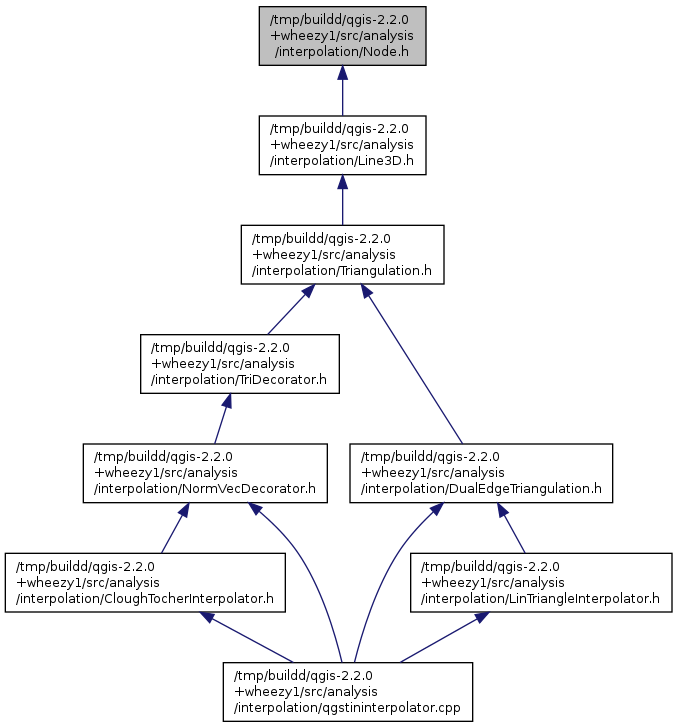 /tmp/buildd/qgis-2.2.0
+wheezy1/src/analysis
/interpolation/Node.h
/tmp/buildd/qgis-2.2.0
+wheezy1/src/analysis
/interpolation/Line3D.h
/tmp/buildd/qgis-2.2.0
+wheezy1/src/analysis
/interpolation/Triangulation.h
/tmp/buildd/qgis-2.2.0
+wheezy1/src/analysis
/interpolation/TriDecorator.h
/tmp/buildd/qgis-2.2.0
+wheezy1/src/analysis
/interpolation/NormVecDecorator.h
/tmp/buildd/qgis-2.2.0
+wheezy1/src/analysis
/interpolation/DualEdgeTriangulation.h
/tmp/buildd/qgis-2.2.0
+wheezy1/src/analysis
/interpolation/CloughTocherInterpolator.h
/tmp/buildd/qgis-2.2.0
+wheezy1/src/analysis
/interpolation/LinTriangleInterpolator.h
/tmp/buildd/qgis-2.2.0
+wheezy1/src/analysis
/interpolation/qgstininterpolator.cpp